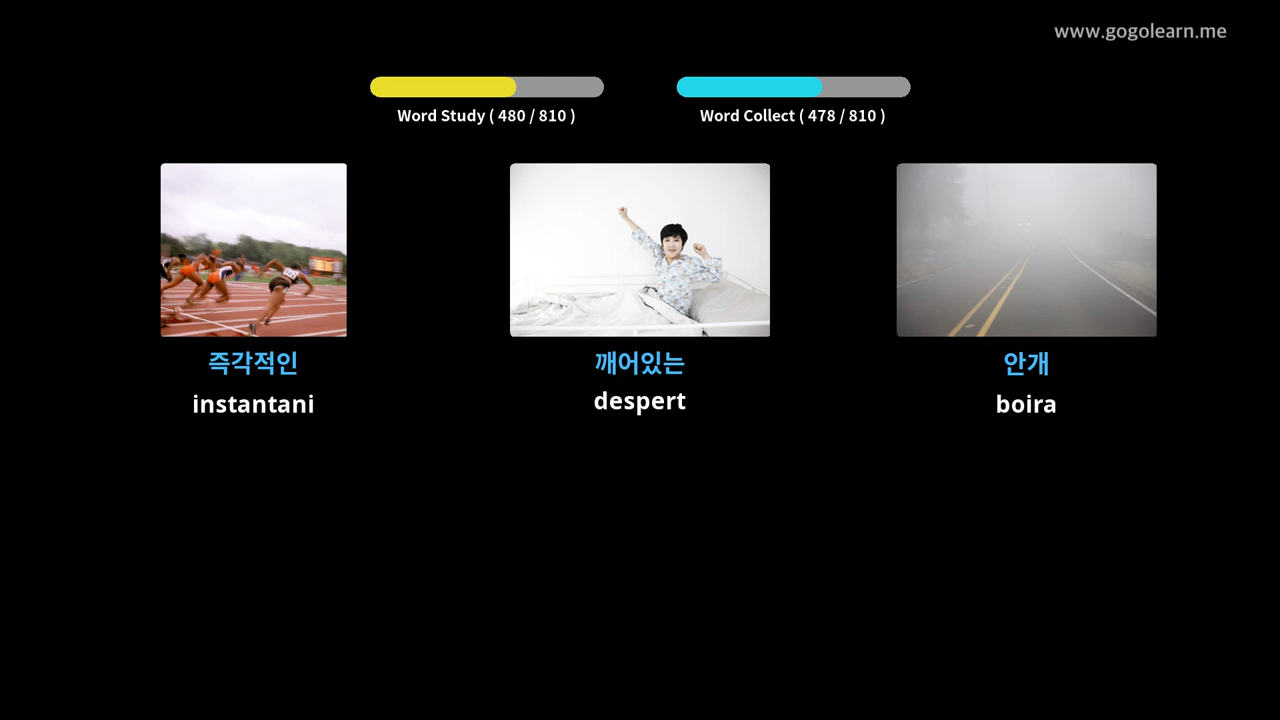 www.gogolearn.me
Word Study ( 480 / 810 )
Word Collect ( 478 / 810 )
즉각적인
instantani
깨어있는
despert
안개
boira